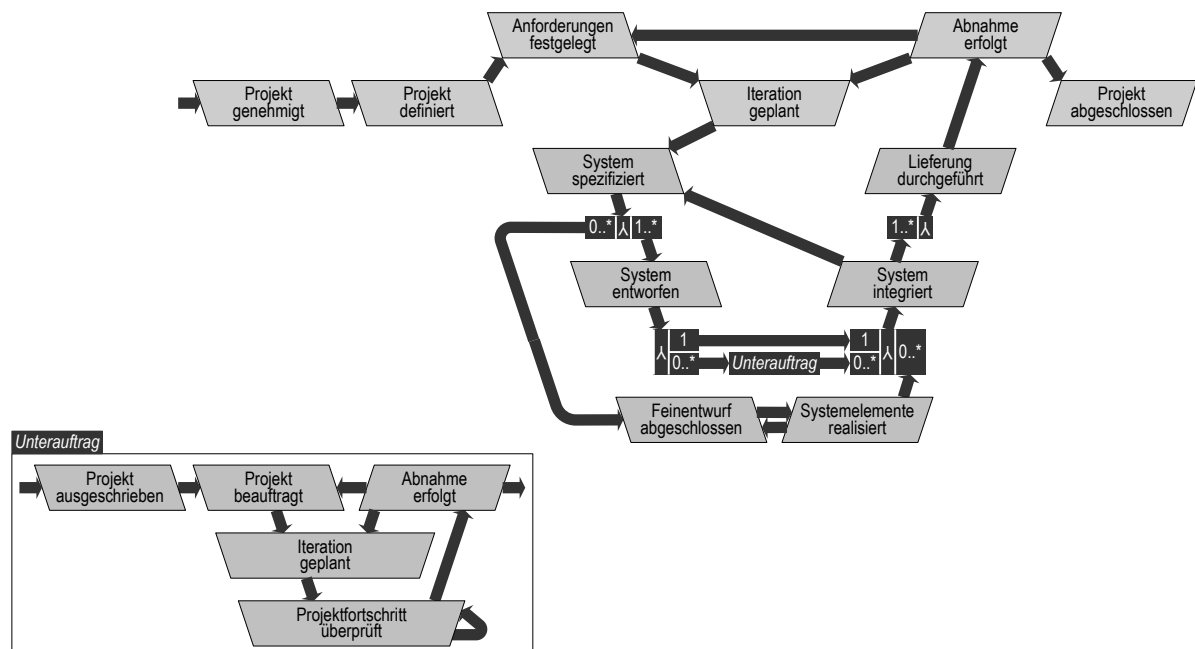 Anforderungen
festgelegt
Abnahme
erfolgt
Projekt
genehmigt
Projekt
definiert
Iteration
geplant
Projekt
abgeschlossen
System
spezifiziert
Lieferung
durchgeführt
0..* 1..*
1..*
System
entworfen
System
integriert
1
0..*
Unterauftrag
1
0..*
0..*
Feinentwurf
abgeschlossen
Systemelemente
realisiert
Unterauftrag
Projekt
ausgeschrieben
Projekt
beauftragt
Abnahme
erfolgt
Iteration
geplant
Projektfortschritt
überprüft